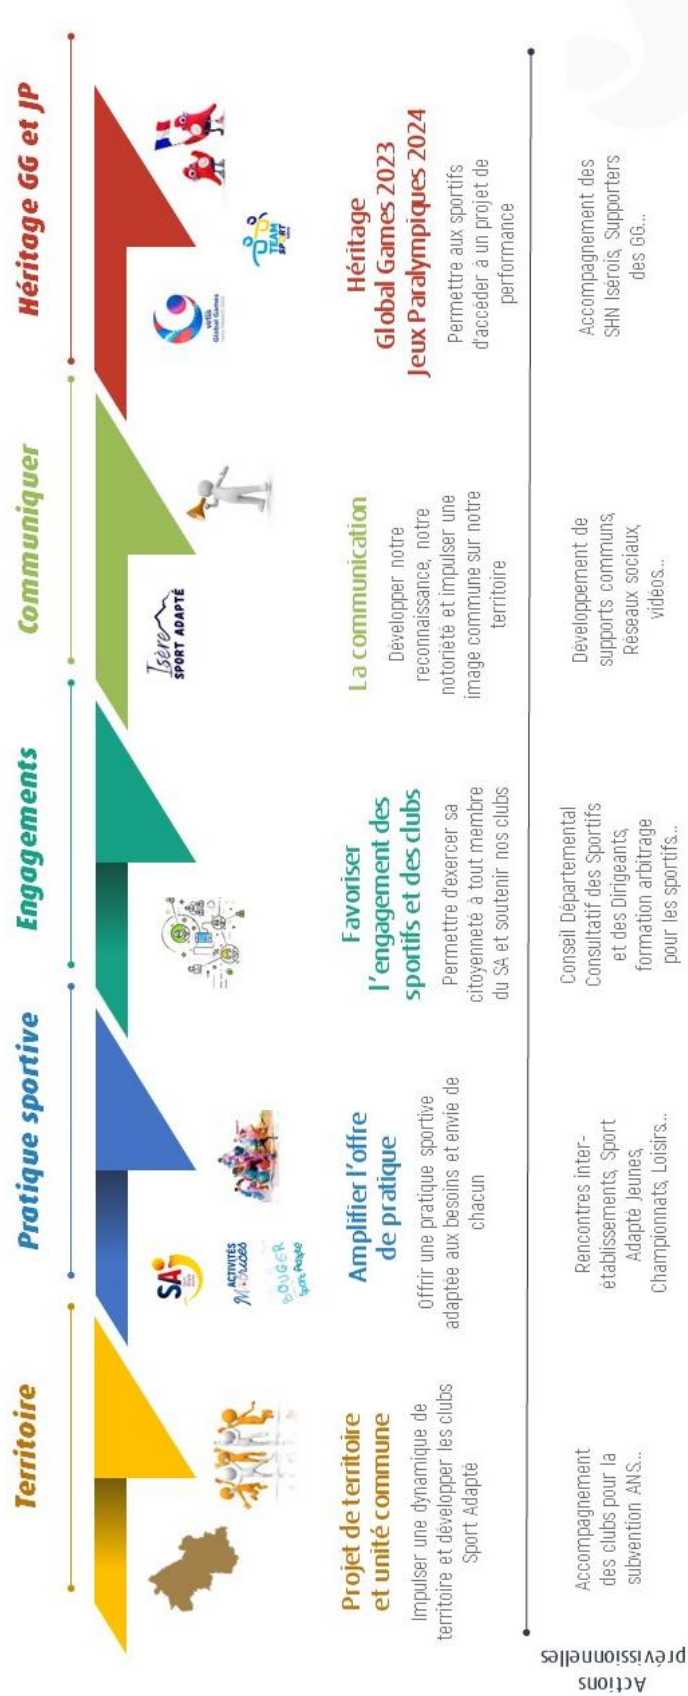 Territoire
Projet de territoire
et unité commune
Impulser une dynamique de
territoire et développer les clubs
Sport Adapté
Accompagnement
des clubs pour la
subvention ANS...
Pratique sportive
SA
ACTIVITÉS
MOtrices
BOUGER
Sport Adapté
Amplifier l'offre
de pratique
Offrir une pratique sportive
adaptée aux besoins et envie de
chacun
Rencontres inter-
établissements, Sport
Adapté Jeunes,
Championnats, Loisirs...
Engagements
Favoriser
l'engagement des
sportifs et des clubs
Permettre d'exercer sa
citoyenneté à tout membre
du SA et soutenir nos clubs
Conseil Départemental
Consultatif des Sportifs
et des Dirigeants,
formation arbitrage
pour les sportifs...
Communiquer
Isère
SPORT ADAPTÉ
La communication
Développer notre
reconnaissance, notre
notoriété et impulser une
image commune sur notre
territoire
Développement de
supports communs,
Réseaux sociaux,
vidéos...
Héritage GG et JP
virtus
Global Games
TEAM
SPORT
Héritage
Global Games 2023
Jeux Paralympiques 2024
Permettre aux sportifs
d'accéder à un projet de
performance
Accompagnement des
SHN Isérois, Supporters
des GG...
Actions
prévissionnelles